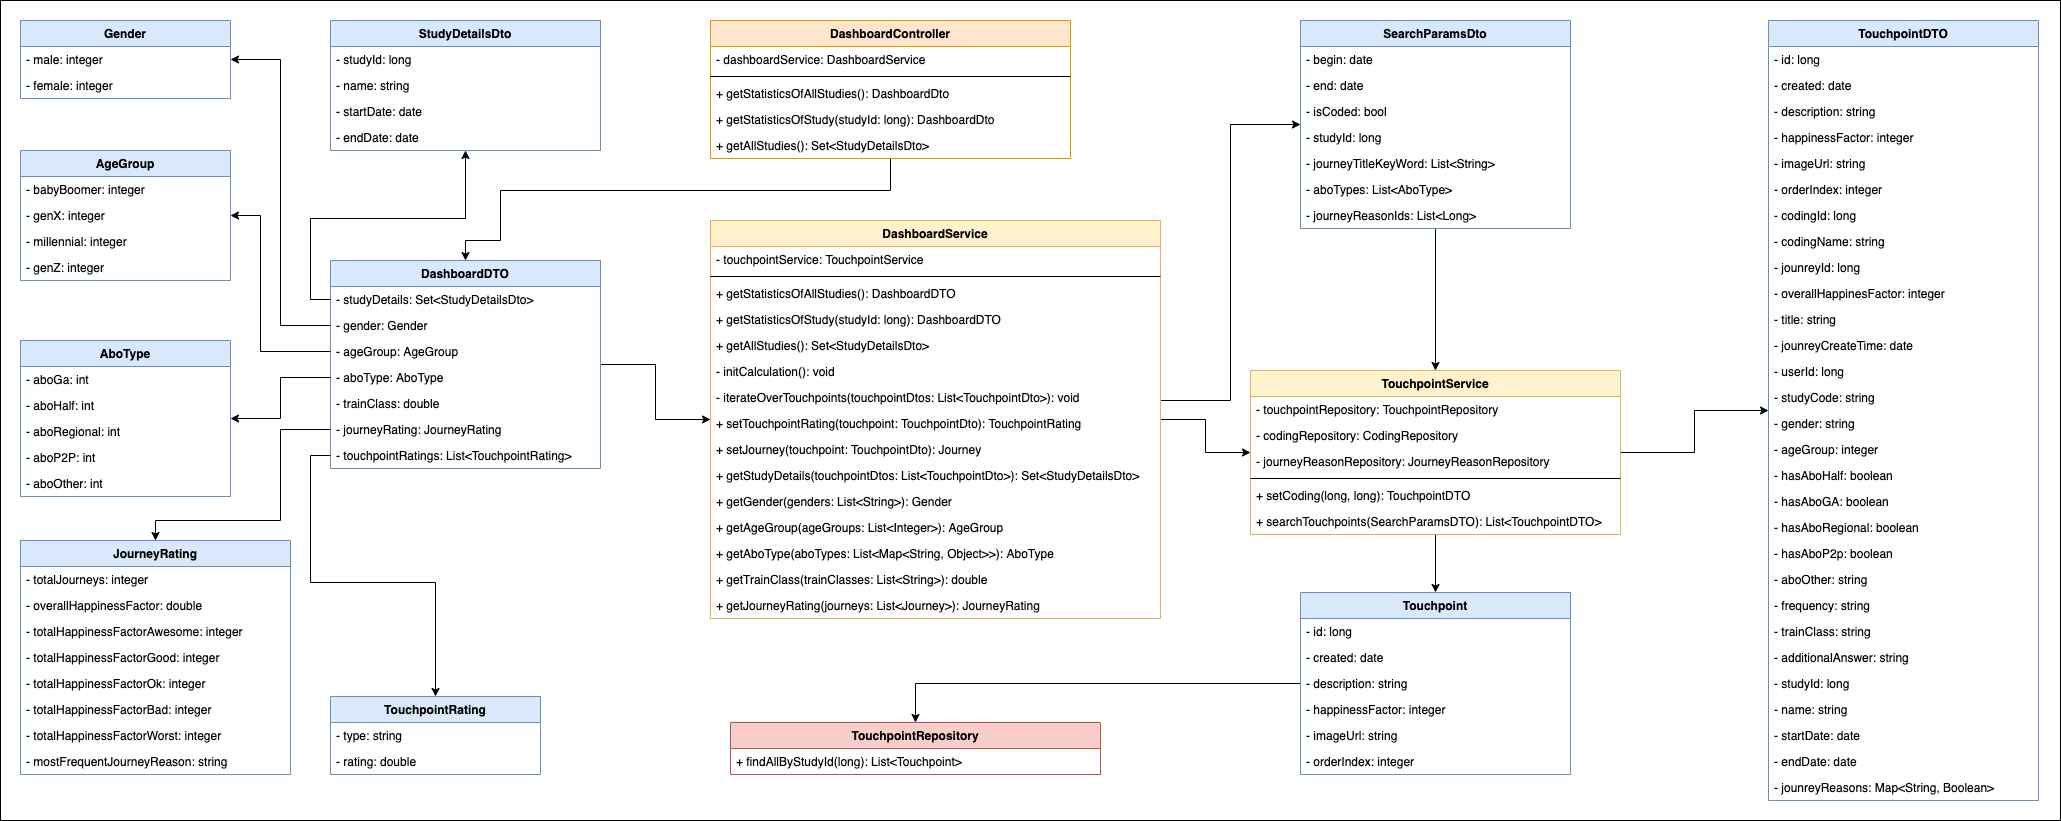 Gender
- male: integer
- female: integer
StudyDetailsDto
- studyId: long
- name: string
- startDate: date
- endDate: date
DashboardController
- dashboardService: DashboardService
+ getStatisticsOfAllStudies(): DashboardDto
+ getStatisticsOfStudy(studyId: long): DashboardDto
+ getAllStudies(): Set<StudyDetailsDto>
SearchParamsDto
- begin: date
- end: date
- isCoded: bool
- studyId: long
- journeyTitleKeyWord: List<String>
- aboTypes: List<AboType>
- journeyReasonIds: List<Long>
TouchpointDTO
- id: long
- created: date
- description: string
- happinessFactor: integer
- imageUrl: string
- orderIndex: integer
- codingId: long
- codingName: string
- jounreyId: long
- overallHappinesFactor: integer
- title: string
- jounreyCreateTime: date
- userId: long
- studyCode: string
- gender: string
- ageGroup: integer
- hasAboHalf: boolean
- hasAboGA: boolean
- hasAboRegional: boolean
- hasAboP2p: boolean
- aboOther: string
- frequency: string
- trainClass: string
- additionalAnswer: string
- studyId: long
- name: string
- startDate: date
- endDate: date
- jounreyReasons: Map<String, Boolean>
AgeGroup
- babyBoomer: integer
- genX: integer
- millennial: integer
- genZ: integer
DashboardDTO
- studyDetails: Set<StudyDetailsDto>
- gender: Gender
- ageGroup: AgeGroup
- aboType: AboType
- trainClass: double
- journeyRating: JourneyRating
- touchpointRatings: List<TouchpointRating>
DashboardService
- touchpointService: TouchpointService
+ getStatisticsOfAllStudies(): DashboardDTO
+ getStatisticsOfStudy(studyId: long): DashboardDTO
+ getAllStudies(): Set<StudyDetailsDto>
- initCalculation(): void
- iterateOverTouchpoints(touchpointDtos: List<TouchpointDto>): void
+ setTouchpointRating(touchpoint: TouchpointDto): TouchpointRating
+ setJourney(touchpoint: TouchpointDto): Journey
+ getStudyDetails(touchpointDtos: List<TouchpointDto>): Set<StudyDetailsDto>
+ getGender(genders: List<String>): Gender
+ getAgeGroup(ageGroups: List<Integer>): AgeGroup
+ getAboType(aboTypes: List<Map<String, Object>>): AboType
+ getTrainClass(trainClasses: List<String>): double
+ getJourneyRating(journeys: List<Journey>): JourneyRating
AboType
- aboGa: int
- aboHalf: int
- aboRegional: int
- aboP2P: int
- aboOther: int
TouchpointService
- touchpointRepository: TouchpointRepository
- codingRepository: CodingRepository
- journeyReasonRepository: JourneyReasonRepository
+ setCoding(long, long): TouchpointDTO
+ searchTouchpoints(SearchParamsDTO): List<TouchpointDTO>
JourneyRating
- totalJourneys: integer
- overallHappinessFactor: double
- totalHappinessFactorAwesome: integer
- totalHappinessFactorGood: integer
- totalHappinessFactorOk: integer
- totalHappinessFactorBad: integer
- totalHappinessFactorWorst: integer
- mostFrequentJourneyReason: string
TouchpointRating
- type: string
- rating: double
TouchpointRepository
+ findAllByStudyId(long): List<Touchpoint>
Touchpoint
- id: long
- created: date
- description: string
- happinessFactor: integer
- imageUrl: string
- orderIndex: integer